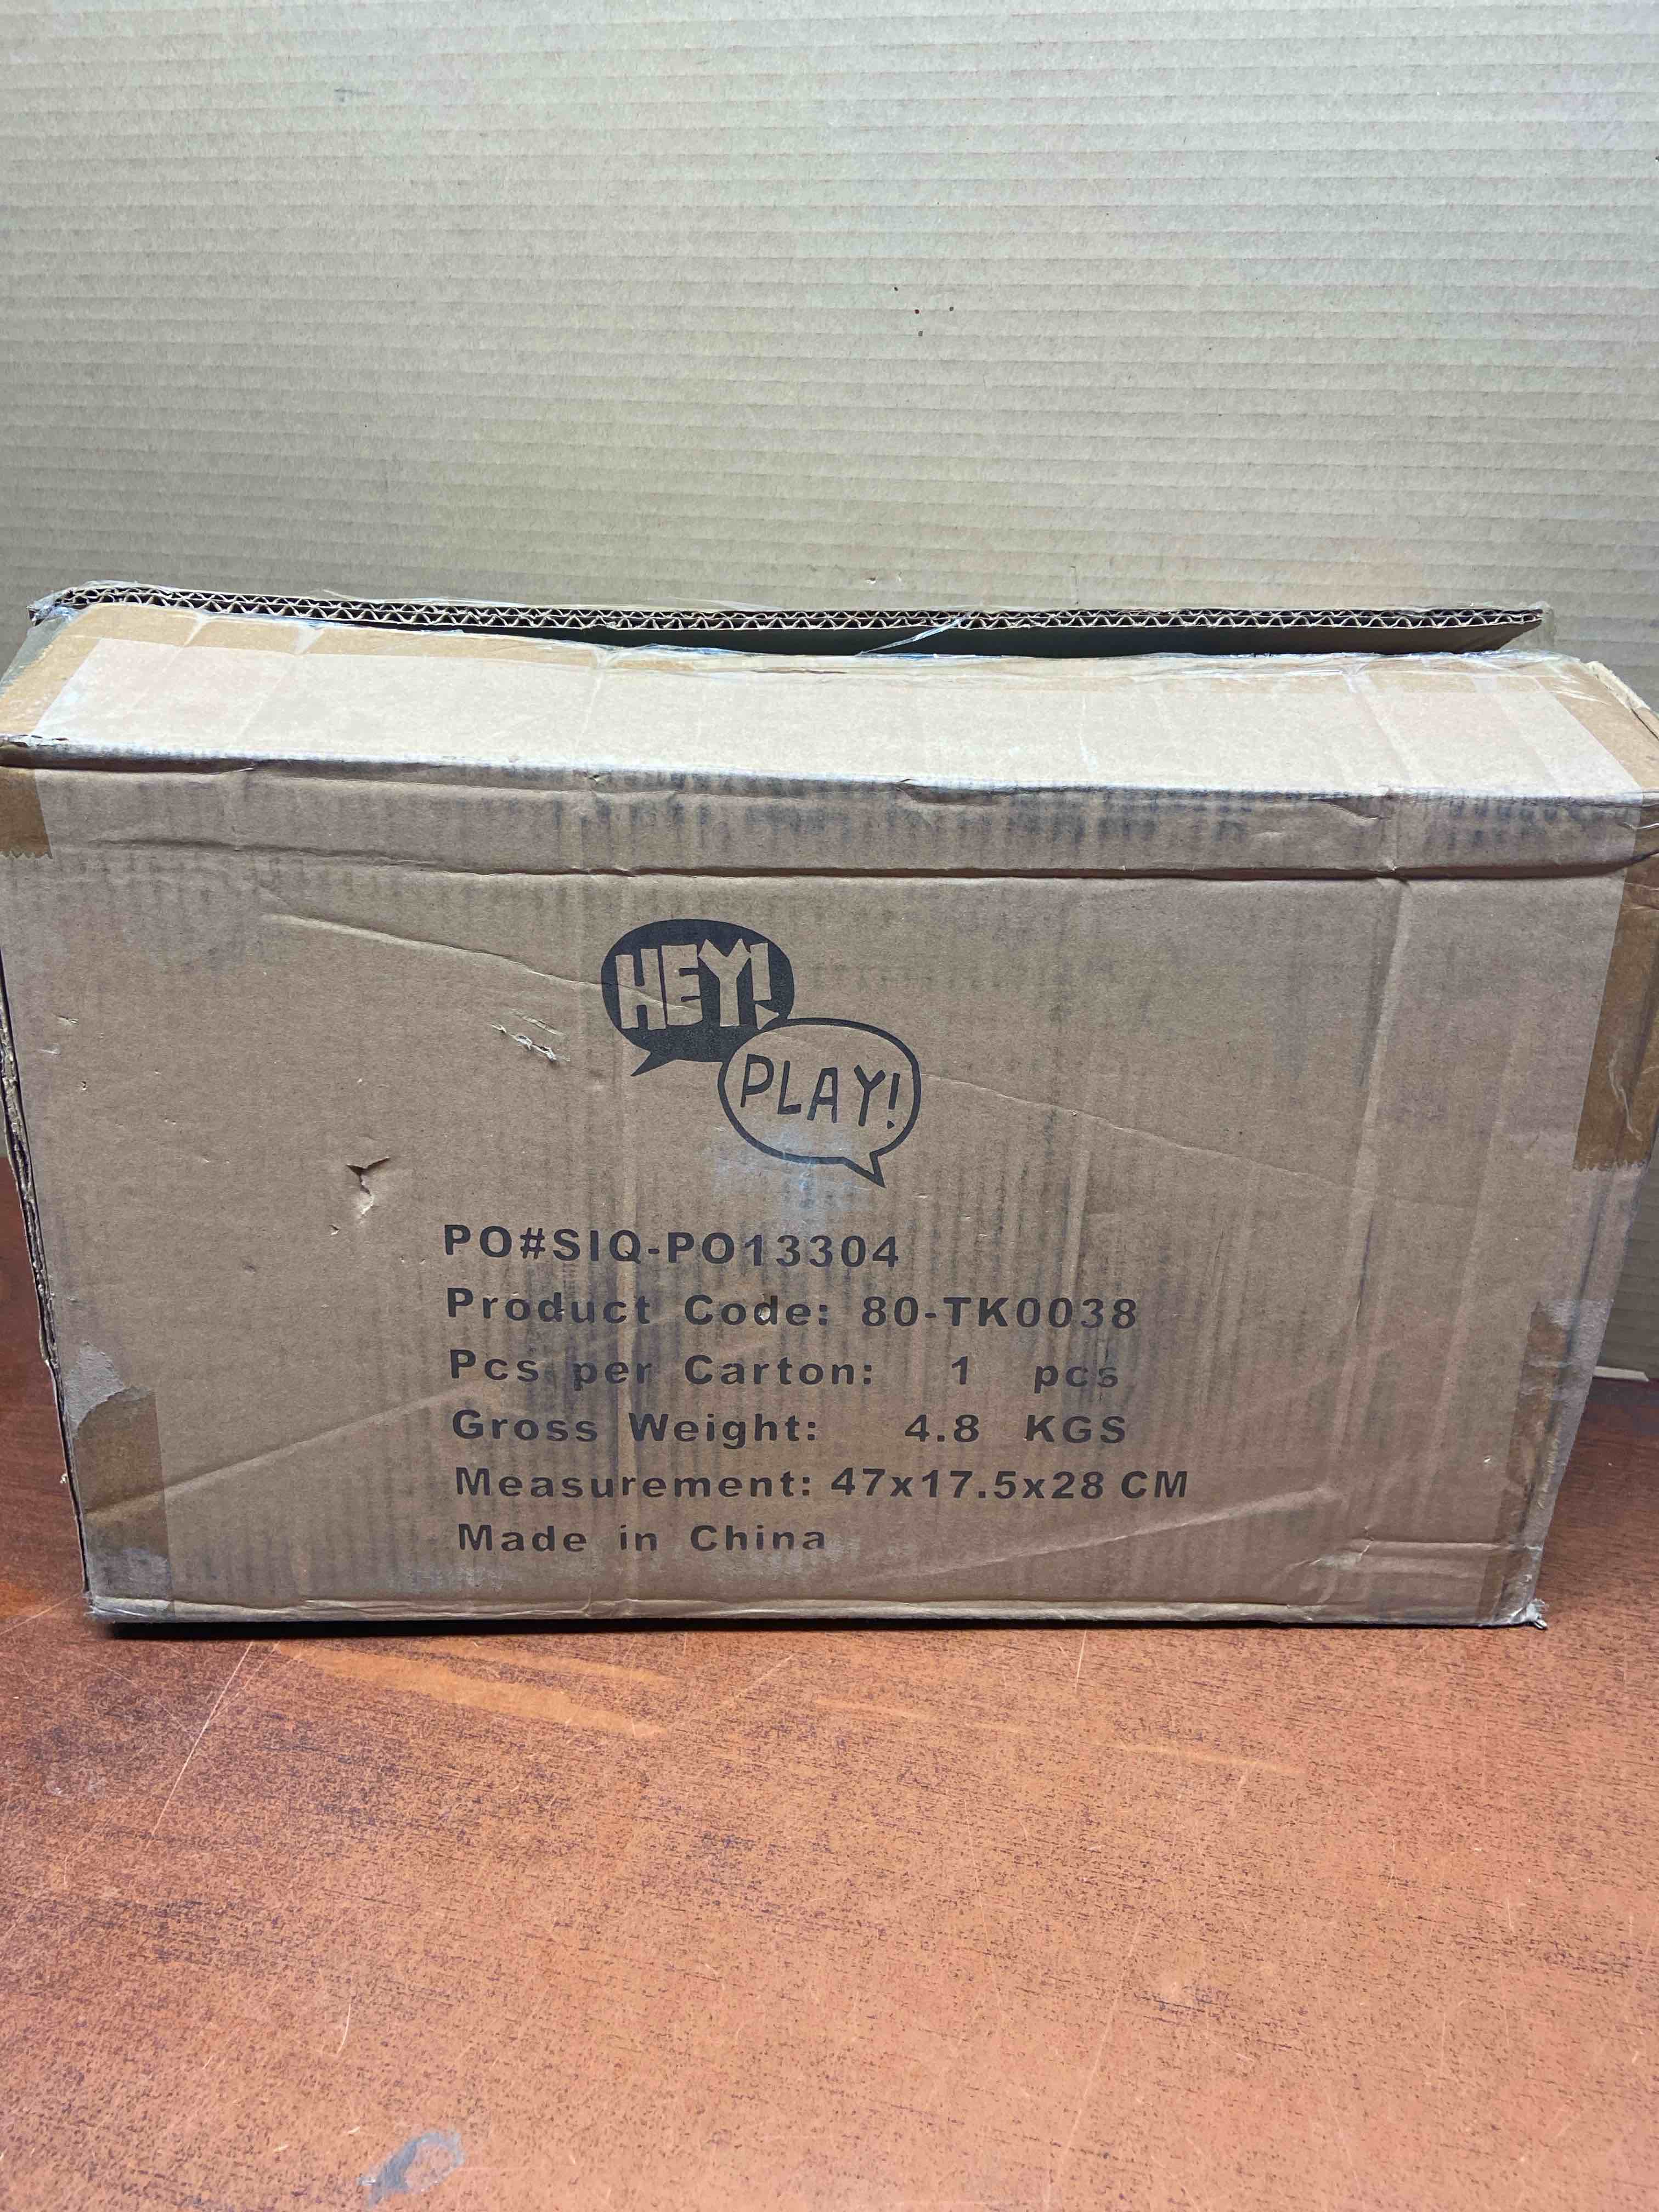 HEY!
PLAY!
PO#SIQ-PO13304
Product Code: 80-TK0038
Pcs per Carton: 1 pcs
Gross Weight: 4.8 KGS
Measurement: 47x17.5x28 CM
Made in China